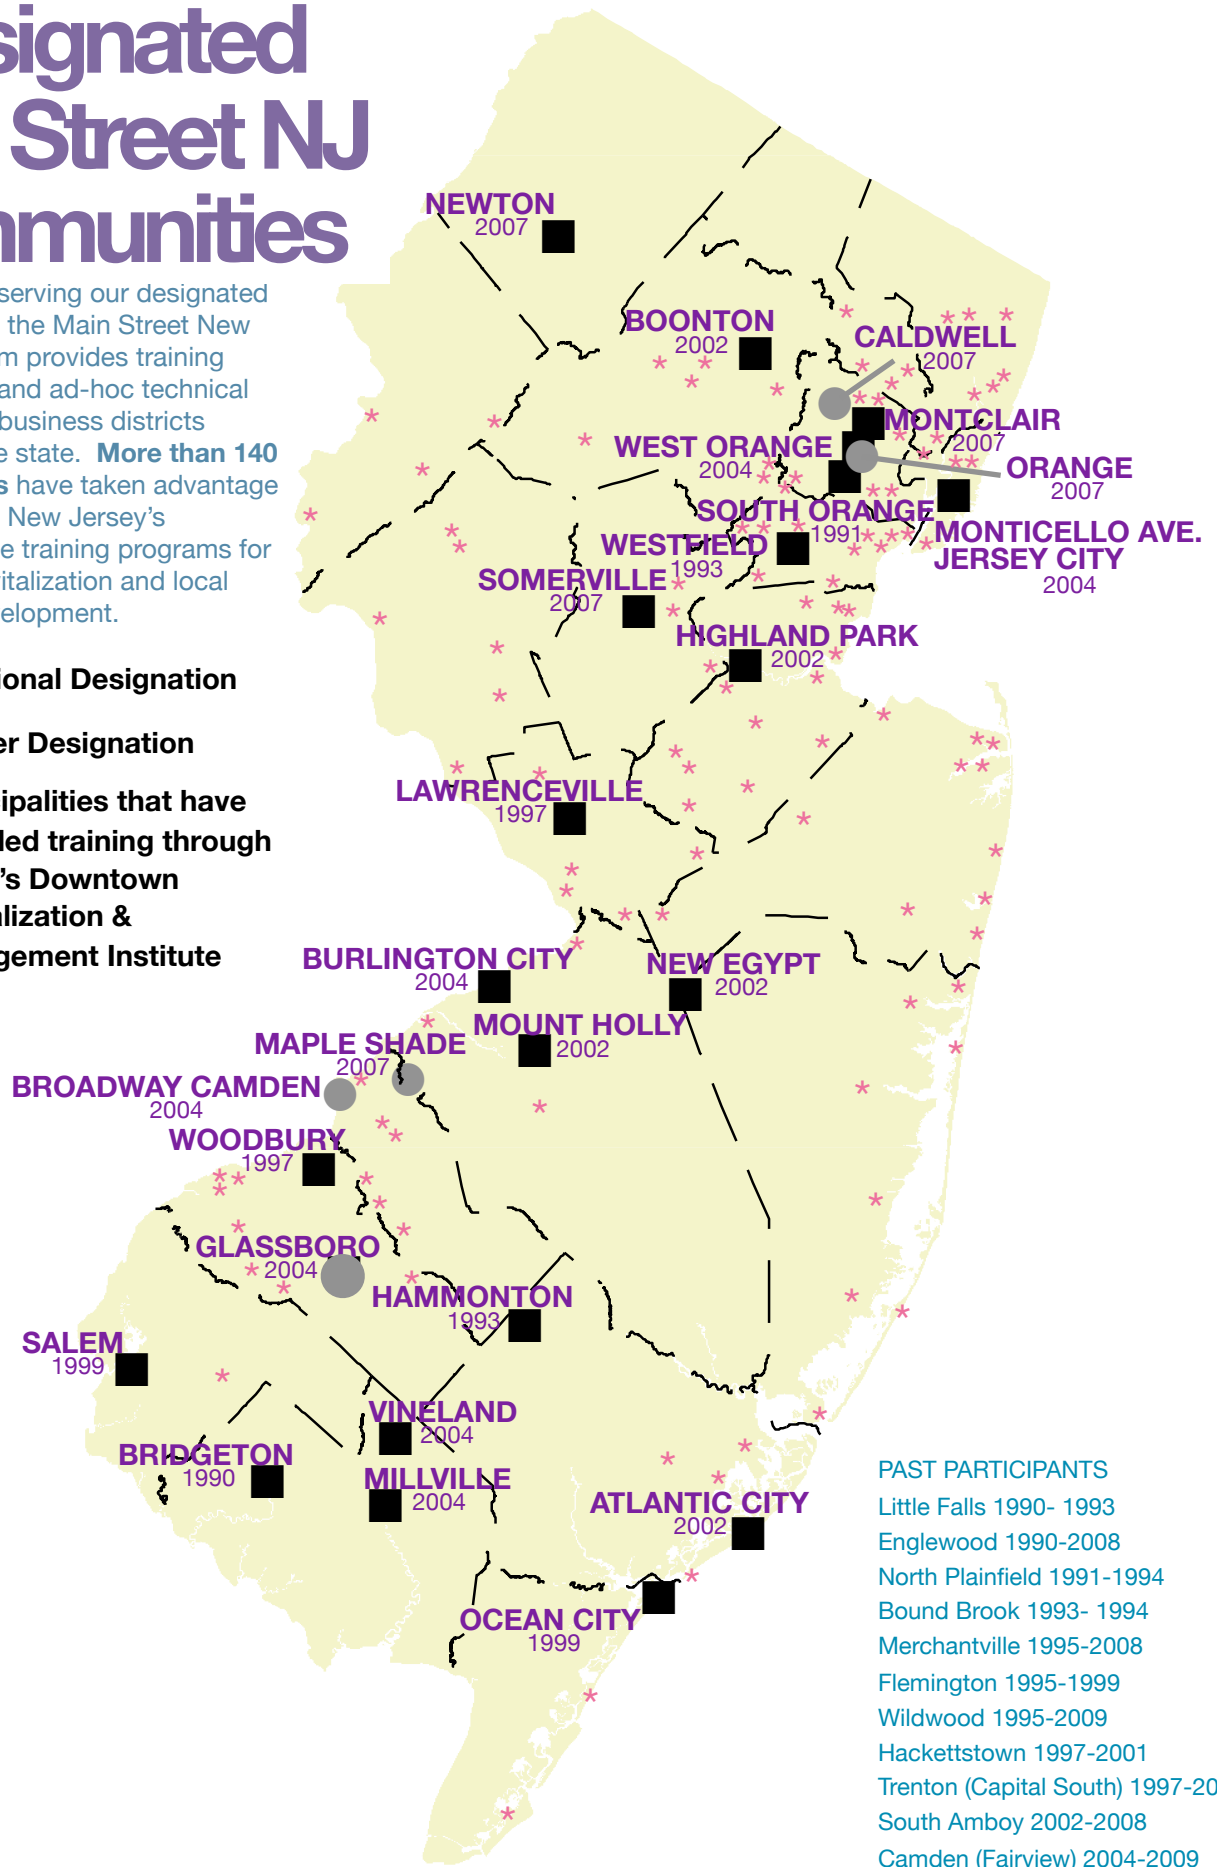 signated
Street NJ
mmunities
serving our designated
the Main Street New
m provides training
and ad-hoc technical
business districts
e state. More than 140
s have taken advantage
New Jersey's
e training programs for
vitalization and local
elopment.
ional Designation
er Designation
cipalities that have
ded training through
's Downtown
alization &
gement Institute
NEWTON
2007
BOONTON
2002
CALDWELL
2007
MONTCLAIR
2007
WEST ORANGE
2004
ORANGE
2007
SOUTH ORANGE
1991
MONTICELLO AVE.
JERSEY CITY
2004
WESTFIELD
1993
SOMERVILLE
2007
HIGHLAND PARK
2002
LAWRENCEVILLE
1997
BURLINGTON CITY
2004
NEW EGYPT
2002
MOUNT HOLLY
2002
MAPLE SHADE
2007
BROADWAY CAMDEN
2004
WOODBURY
1997
GLASSBORO
2004
HAMMONTON
1993
SALEM
1999
VINELAND
2004
BRIDGETON
1990
MILLVILLE
2004
ATLANTIC CITY
2002
OCEAN CITY
1999
PAST PARTICIPANTS
Little Falls 1990- 1993
Englewood 1990-2008
North Plainfield 1991-1994
Bound Brook 1993- 1994
Merchantville 1995-2008
Flemington 1995-1999
Wildwood 1995-2009
Hackettstown 1997-2001
Trenton (Capital South) 1997-20
South Amboy 2002-2008
Camden (Fairview) 2004-2009